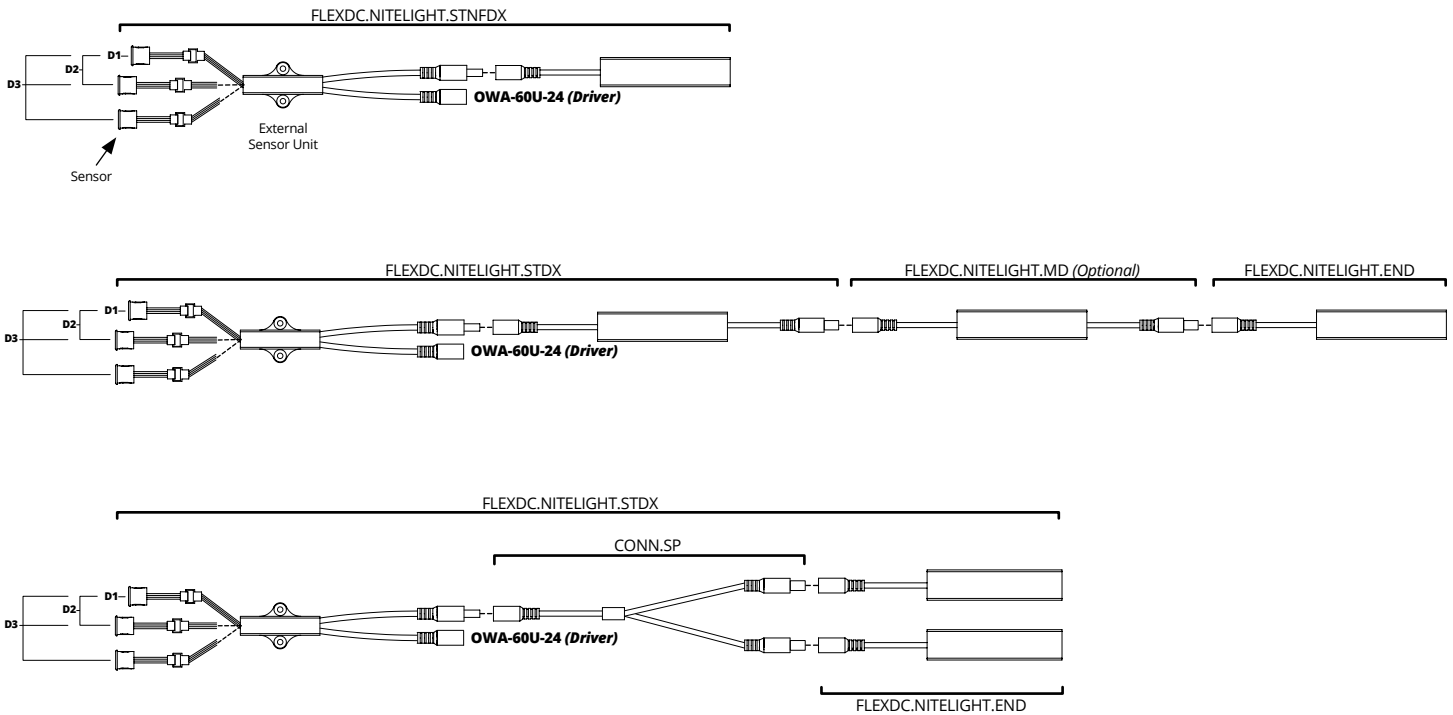 FLEXDC.NITELIGHT.STNFDX
D1
D2
D3
OWA-60U-24 (Driver)
External
Sensor Unit
Sensor
FLEXDC.NITELIGHT.STDX
FLEXDC.NITELIGHT.MD (Optional)
FLEXDC.NITELIGHT.END
D1
D2
D3
OWA-60U-24 (Driver)
FLEXDC.NITELIGHT.STDX
CONN.SP
D1
D2
D3
OWA-60U-24 (Driver)
FLEXDC.NITELIGHT.END